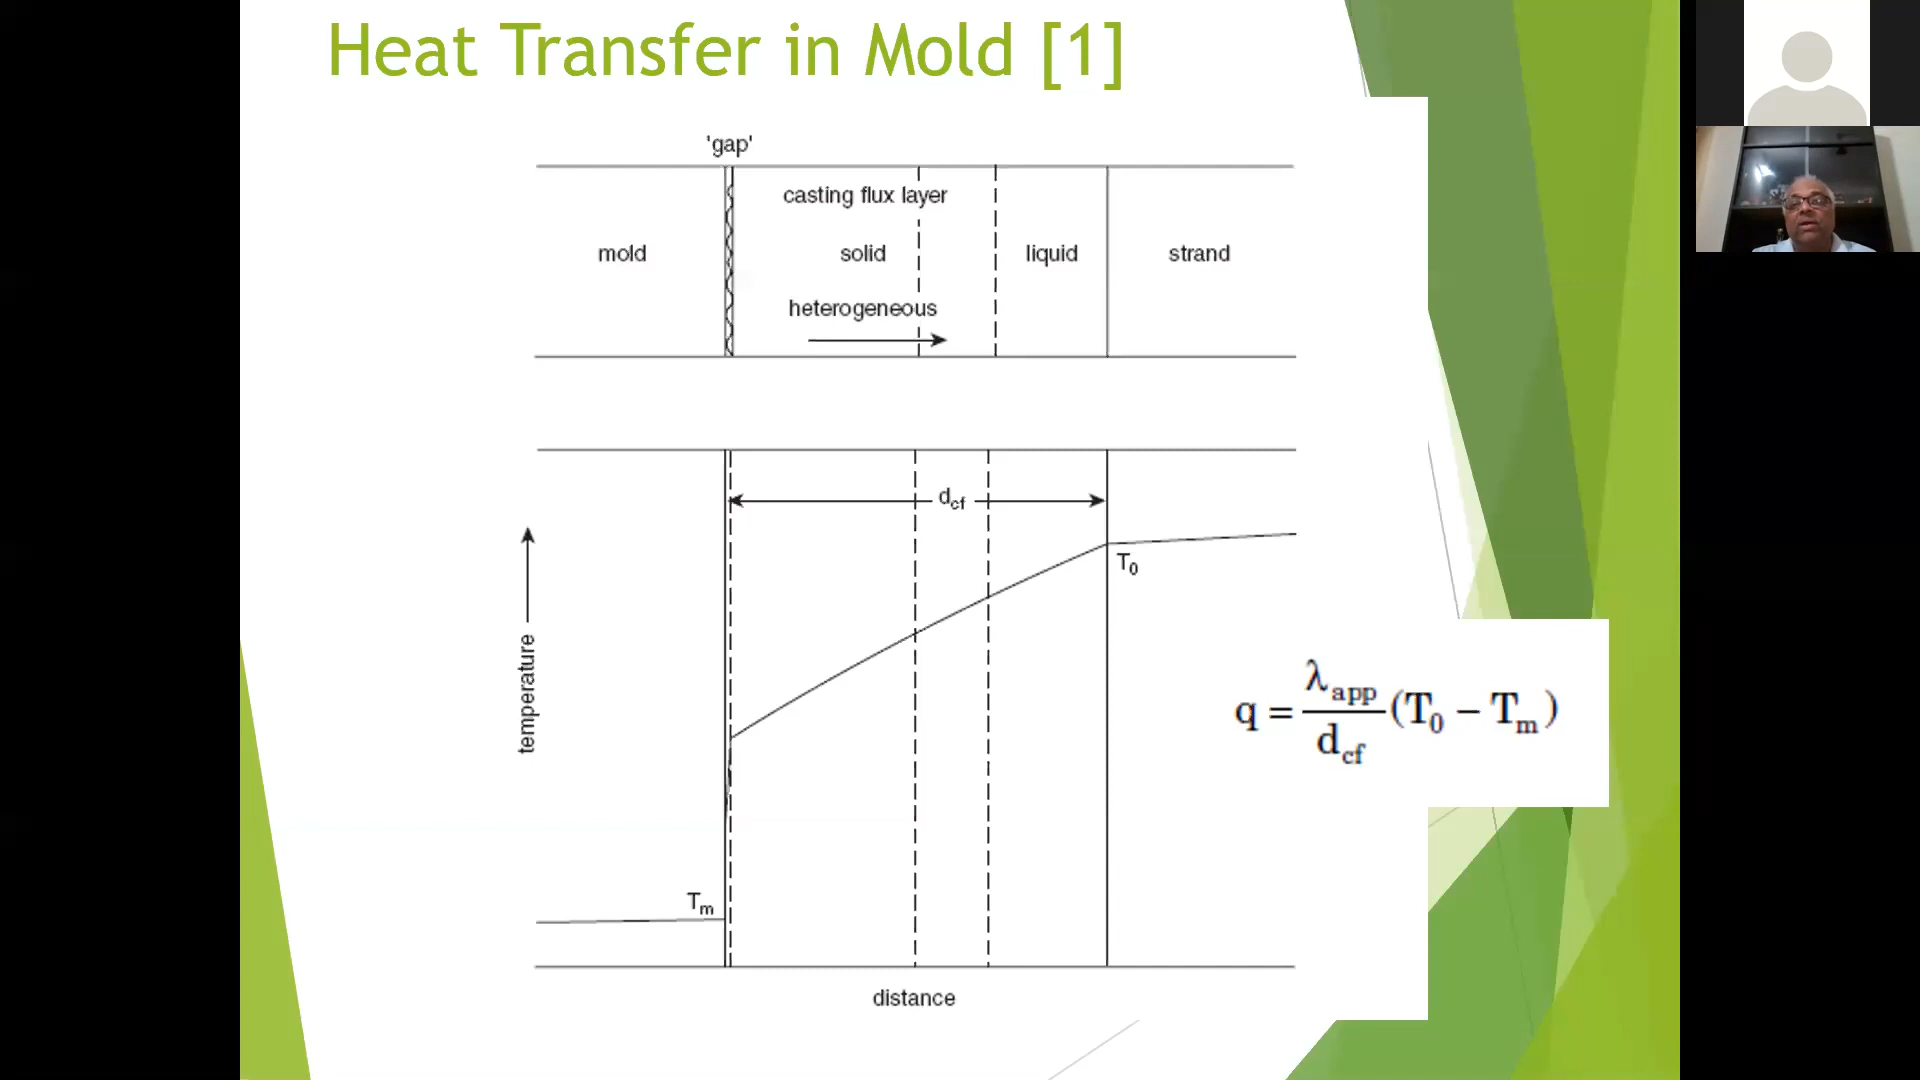 Heat Transfer in Mold [1]
'gap'
casting flux layer
mold
solid
liquid
strand
heterogeneous
d_cf
T_0
temperature
q = λ_app / d_cf (T_0 − T_m)
T_m
distance